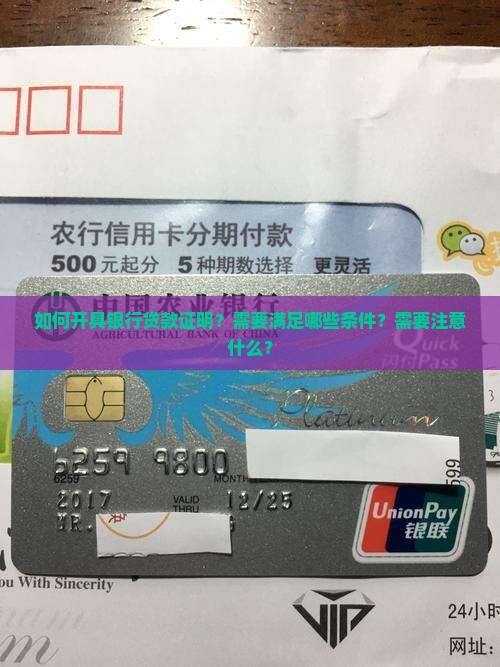 农行信用卡分期付款
500元起分 5种期数选择 更灵活
中国农业银行
如何开具银行贷款证明？需要满足哪些条件？需要注意
什么？
Quick
Pass
Platinum
6259 9800
6259
MONTH
2017 VALID THRU 12/25
MR.
599
UnionPay
银联
ou With Sincerity
VIP
24小时
网址: